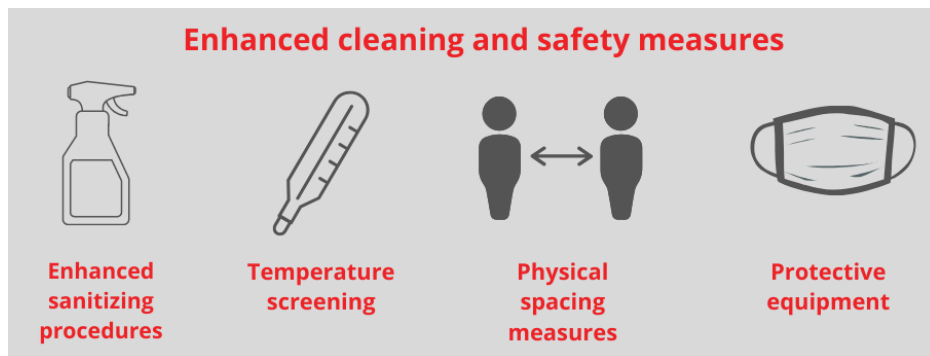 Enhanced cleaning and safety measures
Enhanced
sanitizing
procedures
Temperature
screening
Physical
spacing
measures
Protective
equipment